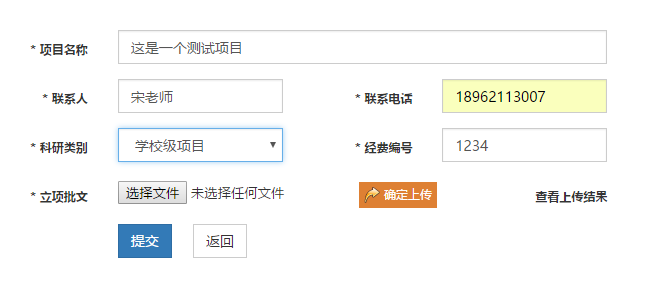 * 项目名称 这是一个测试项目
* 联系人 宋老师 * 联系电话 18962113007
* 科研类别 学校级项目 * 经费编号 1234
* 立项批文 选择文件 未选择任何文件 确定上传 查看上传结果
提交 返回